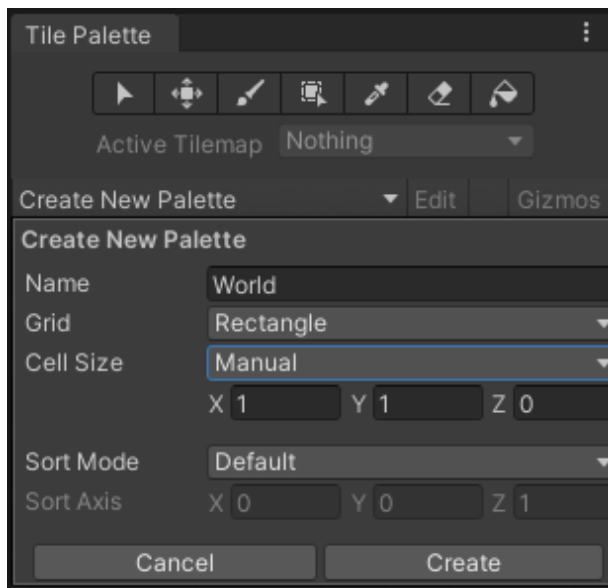 Tile Palette
Active Tilemap Nothing
Create New Palette Edit Gizmos
Create New Palette
Name World
Grid Rectangle
Cell Size Manual
X 1 Y 1 Z 0
Sort Mode Default
Sort Axis X 0 Y 0 Z 1
Cancel Create